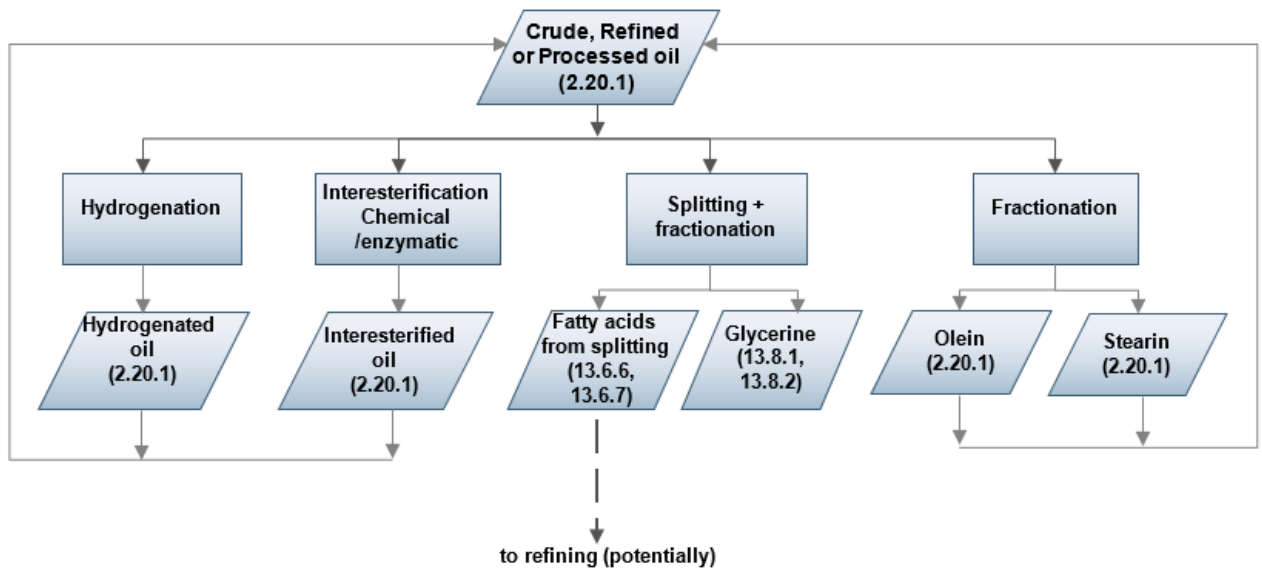 Crude, Refined
or Processed oil
(2.20.1)
Hydrogenation
Interesterification
Chemical
/enzymatic
Splitting +
fractionation
Fractionation
Hydrogenated
oil
(2.20.1)
Interesterified
oil
(2.20.1)
Fatty acids
from splitting
(13.6.6,
13.6.7)
Glycerine
(13.8.1,
13.8.2)
Olein
(2.20.1)
Stearin
(2.20.1)
to refining (potentially)